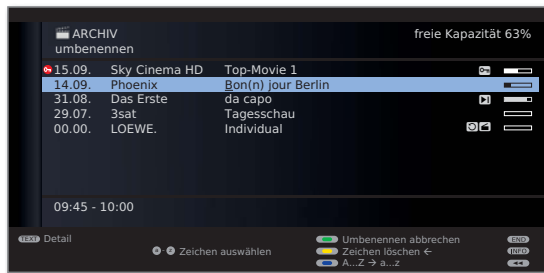 ARCHIV freie Kapazität 63%
umbenennen
15.09. Sky Cinema HD Top-Movie 1
14.09. Phoenix Bon(n) jour Berlin
31.08. Das Erste da capo
29.07. 3sat Tagesschau
00.00. LOEWE. Individual
09:45 - 10:00
TEXT Detail Umbenennen abbrechen END
Zeichen auswählen Zeichen löschen ← INFO
A...Z → a...z